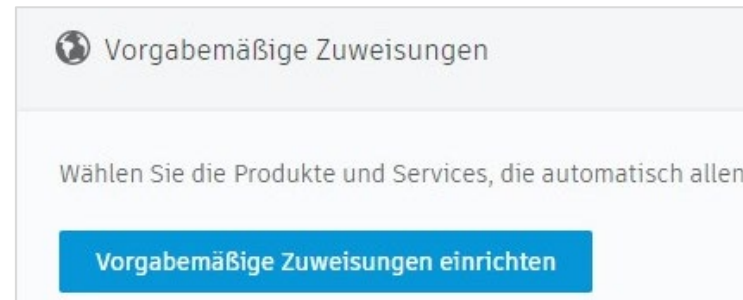 Vorgabemäßige Zuweisungen
Wählen Sie die Produkte und Services, die automatisch allen
Vorgabemäßige Zuweisungen einrichten